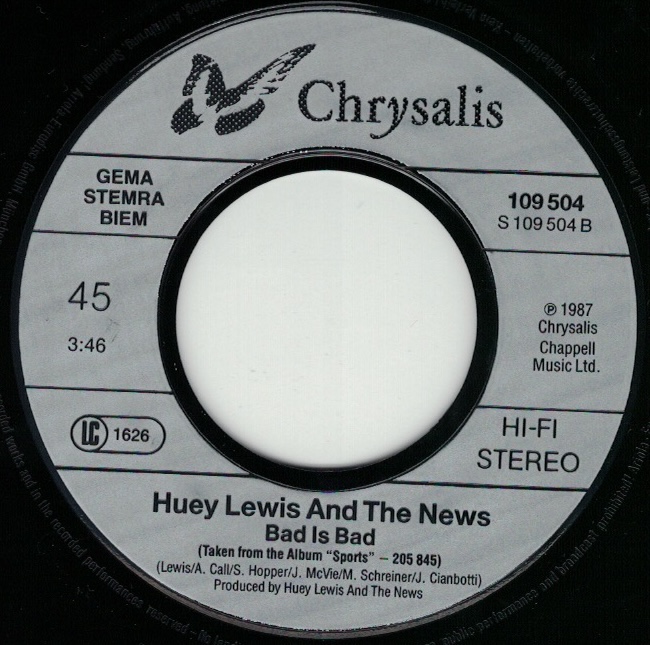 Chrysalis
GEMA
STEMRA
BIEM
109 504
S 109 504 B
45
3:46
℗ 1987
Chrysalis
Chappell
Music Ltd.
LC 1626
HI-FI
STEREO
Huey Lewis And The News
Bad Is Bad
(Taken from the Album "Sports" – 205 845)
(Lewis/A. Call/S. Hopper/J. McVie/M. Schreiner/J. Cianbotti)
Produced by Huey Lewis And The News